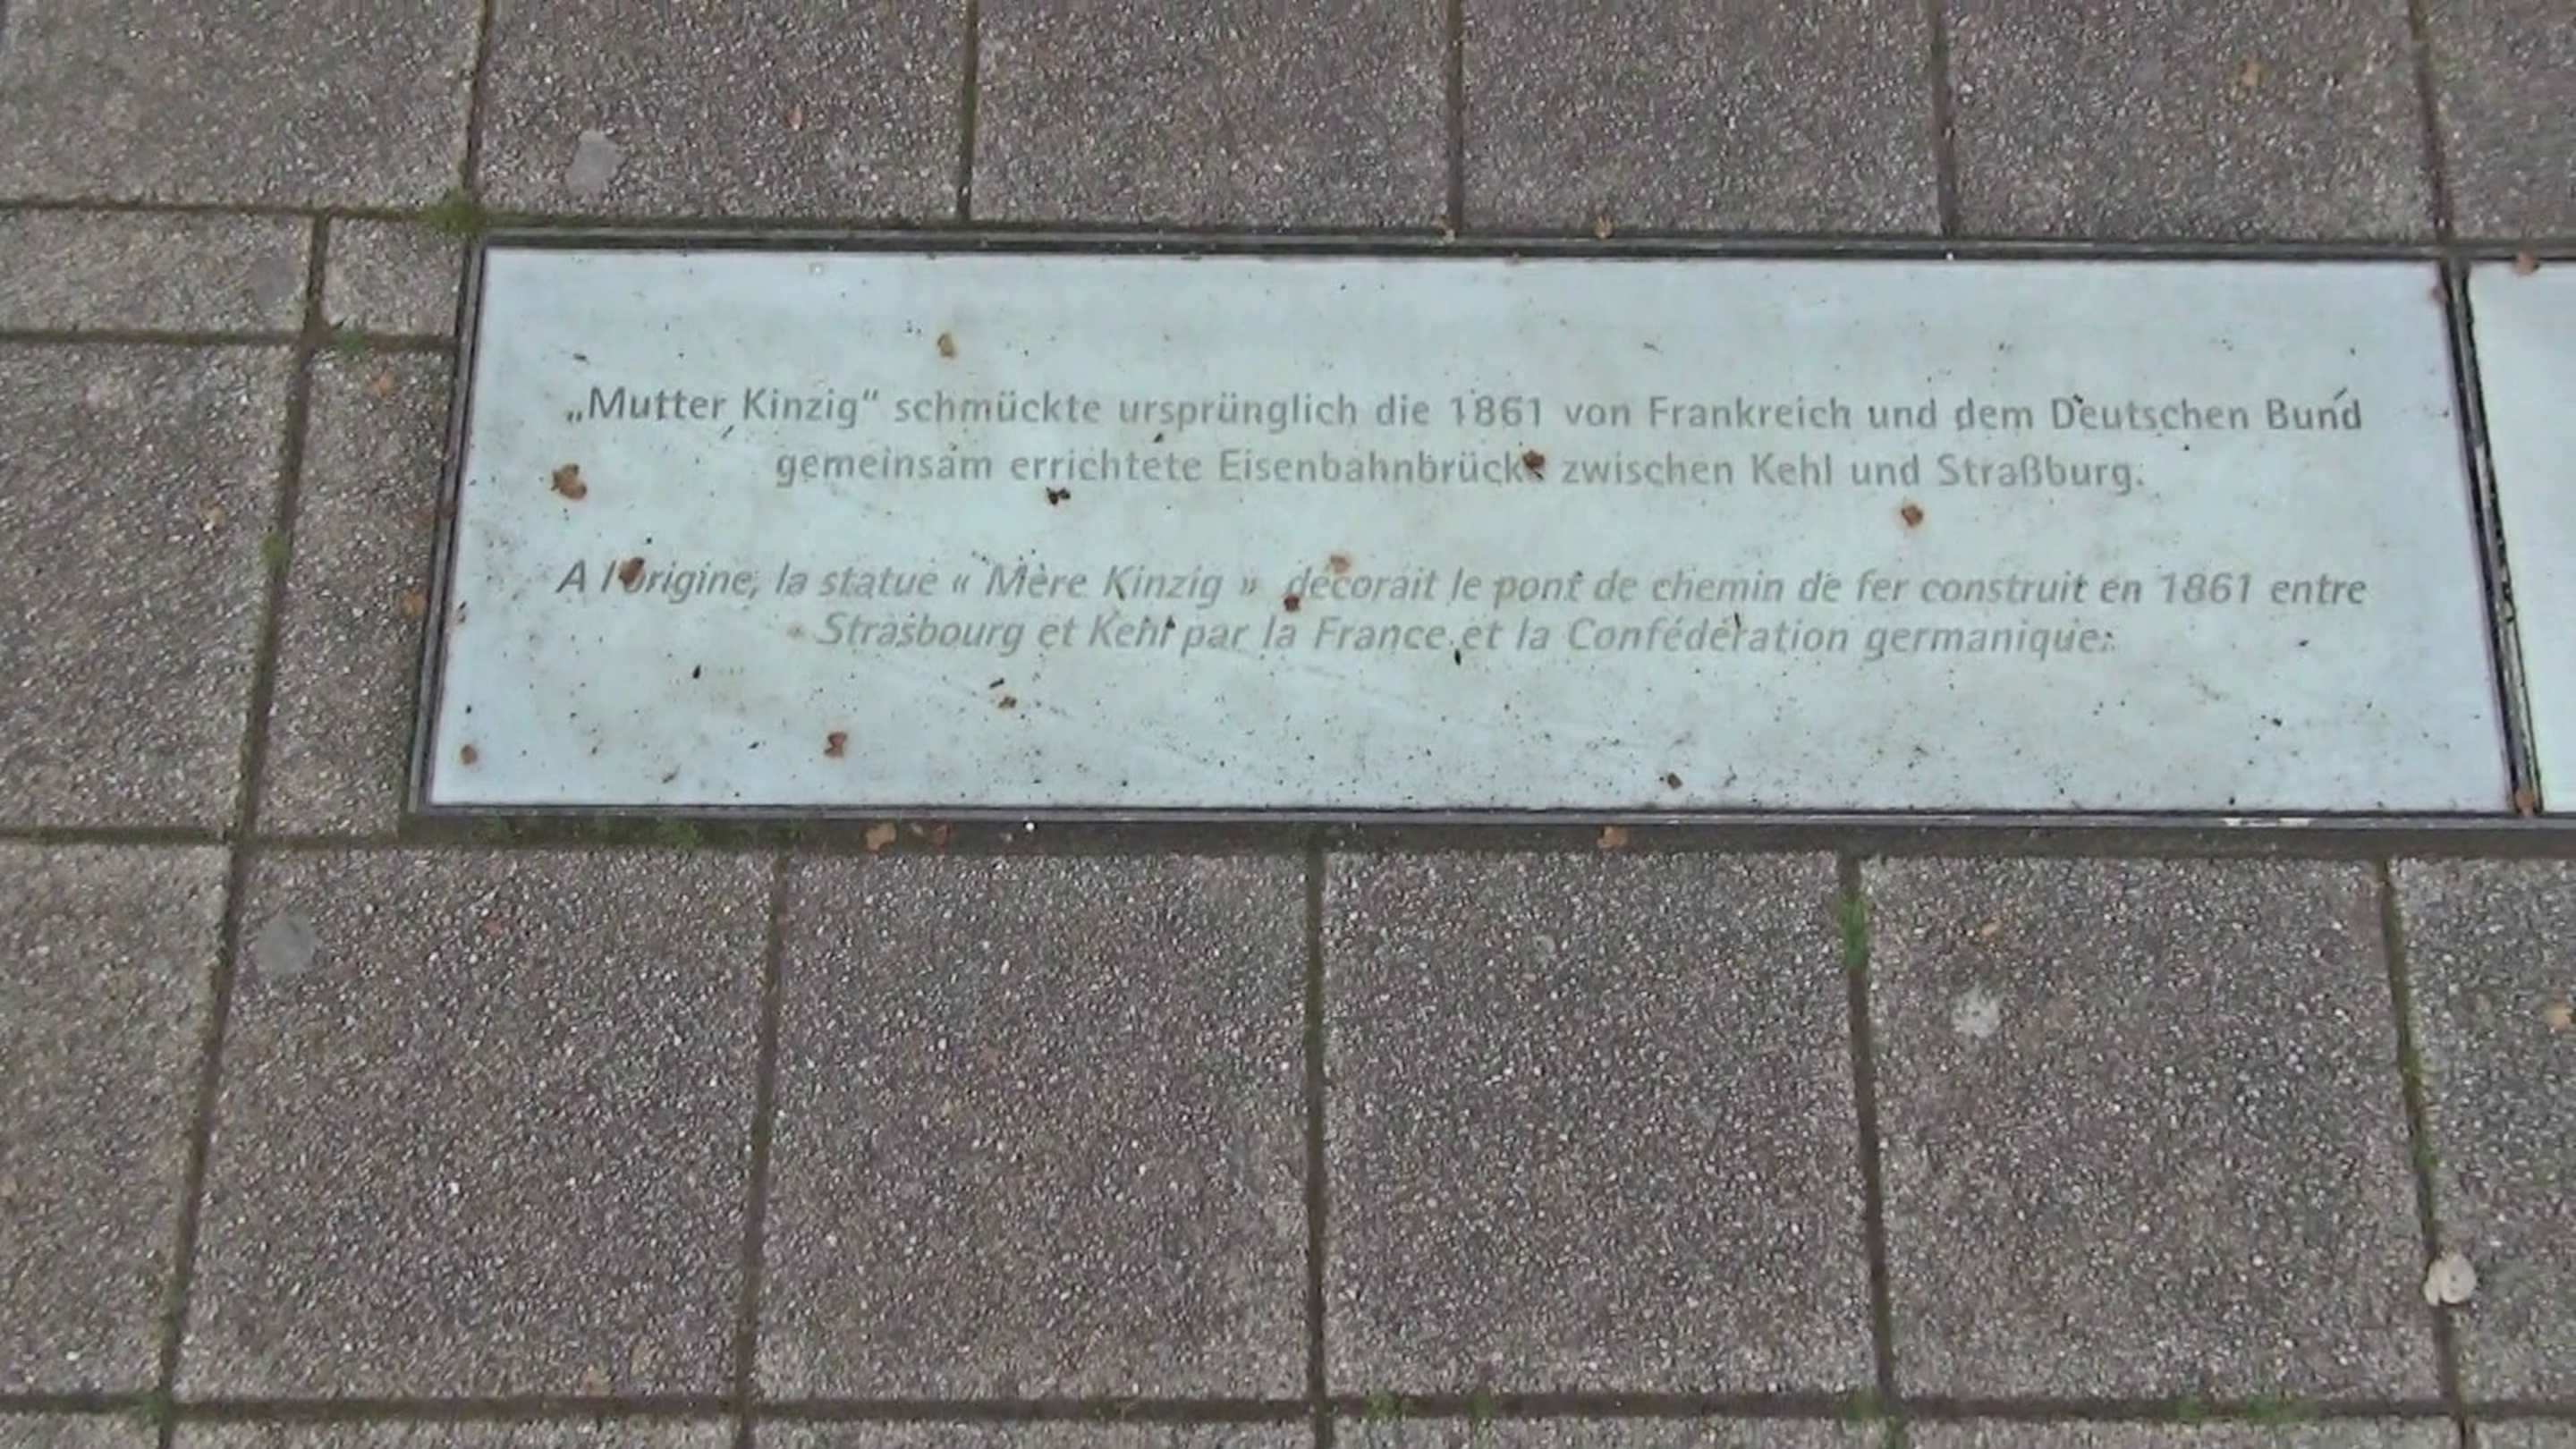 „Mutter Kinzig“ schmückte ursprünglich die 1861 von Frankreich und dem Deutschen Bund
gemeinsam errichtete Eisenbahnbrücke zwischen Kehl und Straßburg.
A l'origine, la statue « Mère Kinzig » décorait le pont de chemin de fer construit en 1861 entre
Strasbourg et Kehl par la France et la Confédération germanique.